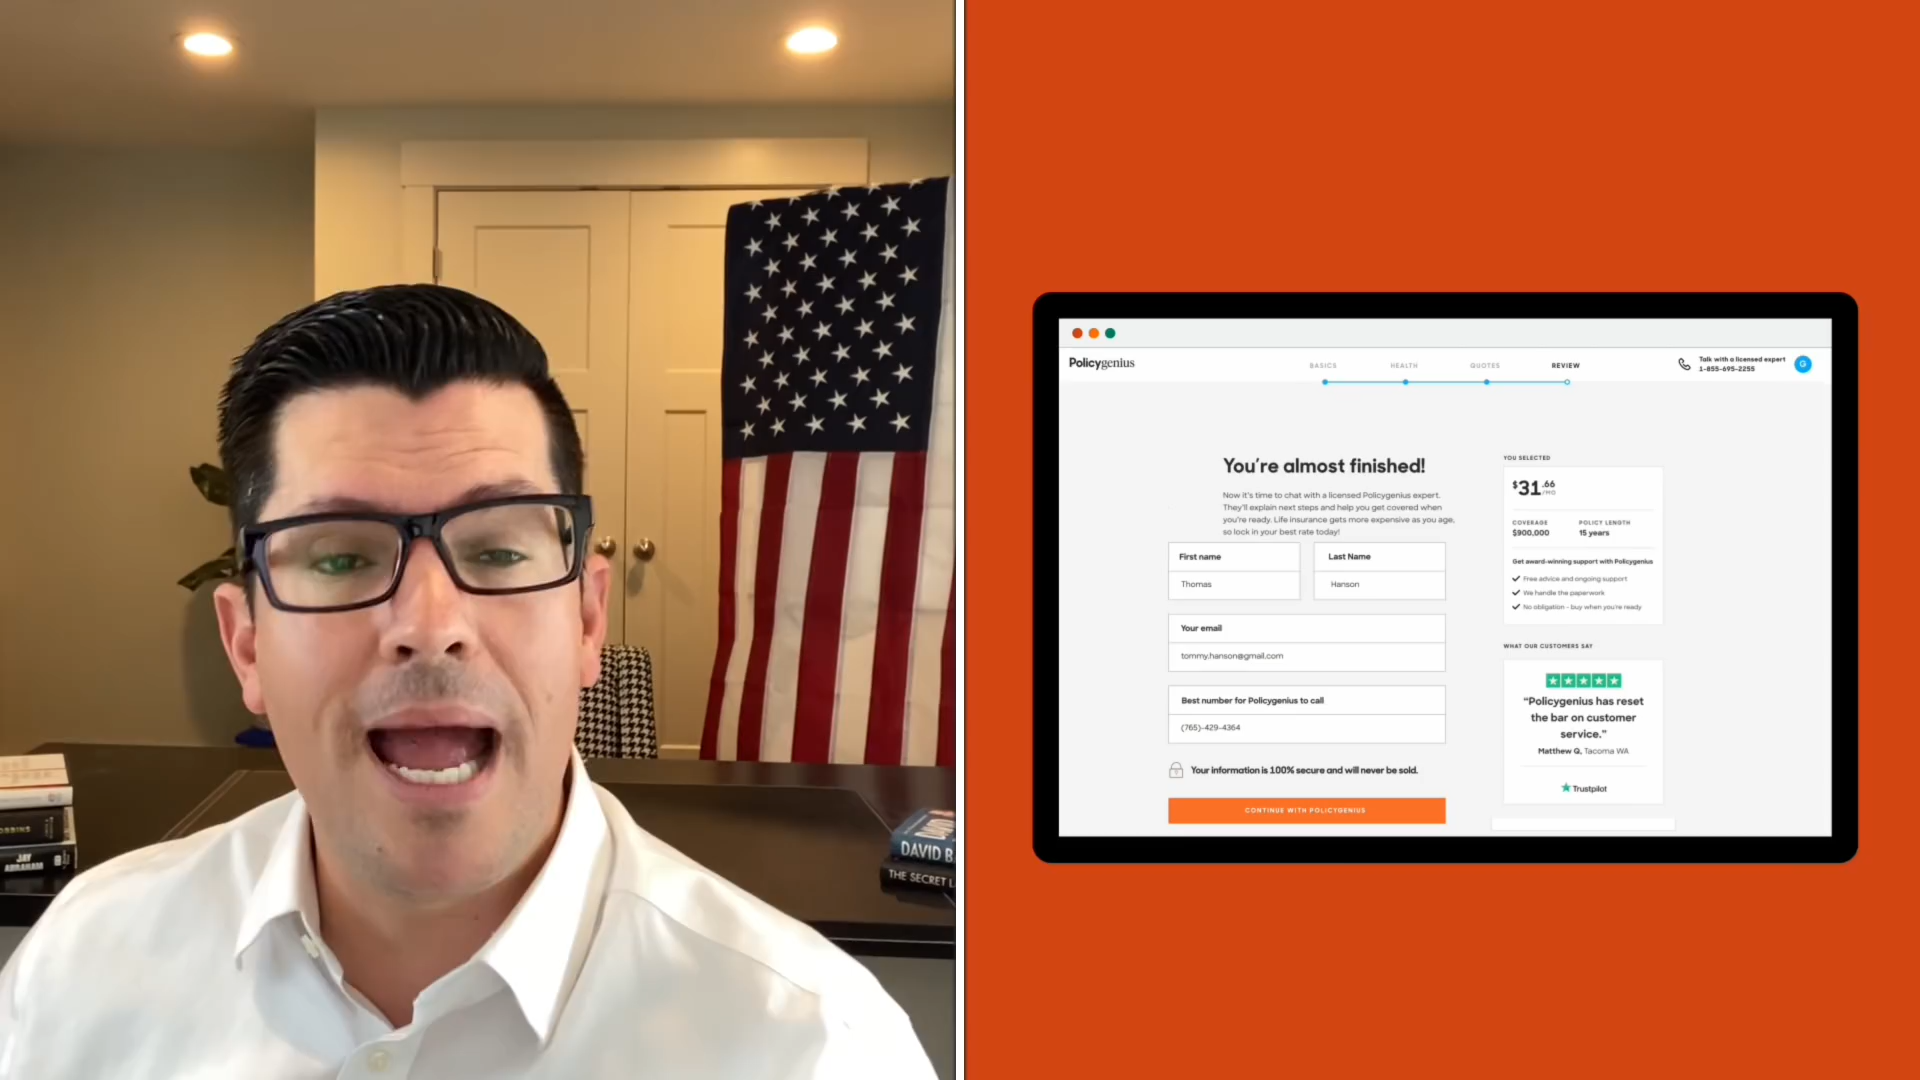 OBBINS
JAY
ABRAHAM
DAVID B
THE SECRET
Policygenius
BASICS
HEALTH
QUOTES
REVIEW
Talk with a licensed expert
1-855-695-2255
G
You're almost finished!
Now it's time to chat with a licensed Policygenius expert.
They'll explain next steps and help you get covered when
you're ready. Life insurance gets more expensive as you age,
so lock in your best rate today!
First name
Last Name
Thomas
Hanson
Your email
tommy.hanson@gmail.com
Best number for Policygenius to call
(765)-429-4364
Your information is 100% secure and will never be sold.
CONTINUE WITH POLICYGENIUS
YOU SELECTED
$31.66
/MO
COVERAGE
POLICY LENGTH
$900,000
15 years
Get award-winning support with Policygenius
Free advice and ongoing support
We handle the paperwork
No obligation - buy when you're ready
WHAT OUR CUSTOMERS SAY
“Policygenius has reset
the bar on customer
service.”
Matthew G, Tacoma WA
Trustpilot